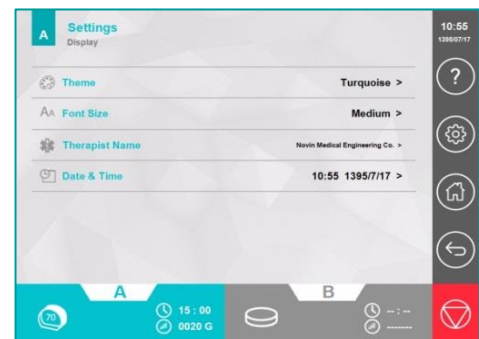 A
Settings
Display
10:55
1395/07/17
Theme
Turquoise >
?
AA Font Size
Medium >
Therapist Name
Novin Medical Engineering Co. >
Date & Time
10:55 1395/7/17 >
A
B
70
15 : 00
0020 G
-- : --
-------